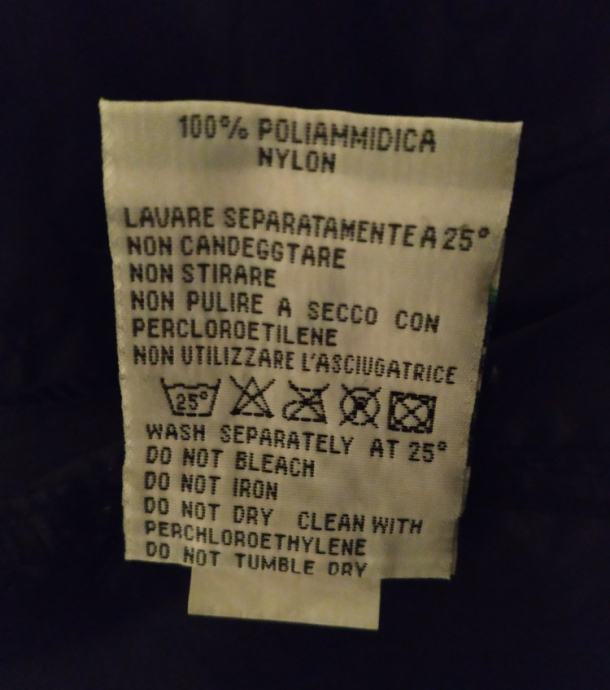 100% POLIAMMIDICA
NYLON
LAVARE SEPARATAMENTE A 25°
NON CANDEGGTARE
NON STIRARE
NON PULIRE A SECCO CON
PERCLOROETILENE
NON UTILIZZARE L'ASCIUGATRICE
25°
WASH SEPARATELY AT 25°
DO NOT BLEACH
DO NOT IRON
DO NOT DRY CLEAN WITH
PERCHLOROETHYLENE
DO NOT TUMBLE DRY